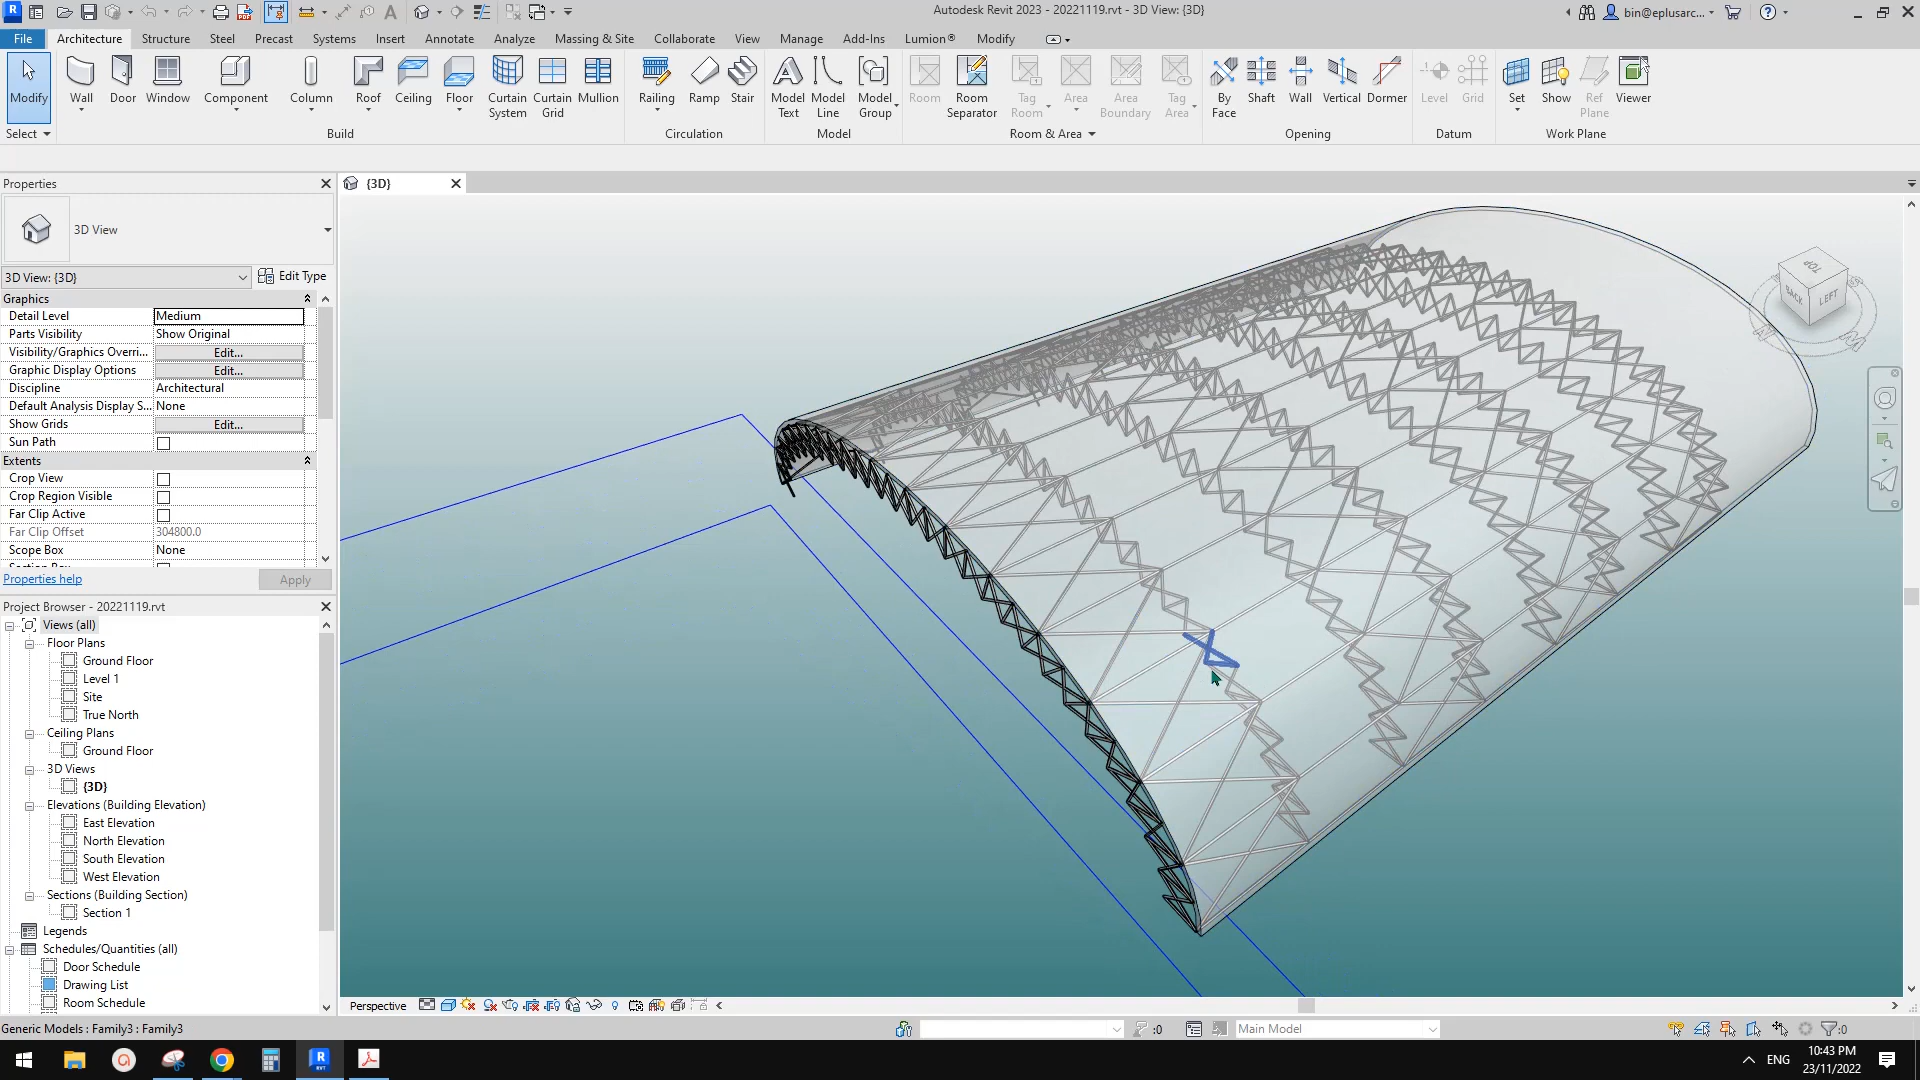 Autodesk Revit 2023 - 20221119.rvt - 3D View: {3D}
bin@eplusarc...
File Architecture Structure Steel Precast Systems Insert Annotate Analyze Massing & Site Collaborate View Manage Add-Ins Lumion® Modify
Modify Wall Door Window Component Column Roof Ceiling Floor Curtain System Curtain Grid Mullion Railing Ramp Stair Model Text Model Line Model Group Room Room Separator Tag Room Area Area Boundary Tag Area By Face Shaft Wall Vertical Dormer Level Grid Set Show Ref Plane Viewer
Select Build Circulation Model Room & Area Opening Datum Work Plane
Properties
{3D}
3D View
3D View: {3D} Edit Type
Graphics
Detail Level Medium
Parts Visibility Show Original
Visibility/Graphics Overri... Edit...
Graphic Display Options Edit...
Discipline Architectural
Default Analysis Display S... None
Show Grids Edit...
Sun Path
Extents
Crop View
Crop Region Visible
Far Clip Active
Far Clip Offset 304800.0
Scope Box None
Properties help Apply
Project Browser - 20221119.rvt
Views (all)
Floor Plans
Ground Floor
Level 1
Site
True North
Ceiling Plans
Ground Floor
3D Views
{3D}
Elevations (Building Elevation)
East Elevation
North Elevation
South Elevation
West Elevation
Sections (Building Section)
Section 1
Legends
Schedules/Quantities (all)
Door Schedule
Drawing List
Room Schedule
TOP
BACK LEFT
Perspective
Generic Models : Family3 : Family3
:0
Main Model
:0
ENG
10:43 PM
23/11/2022